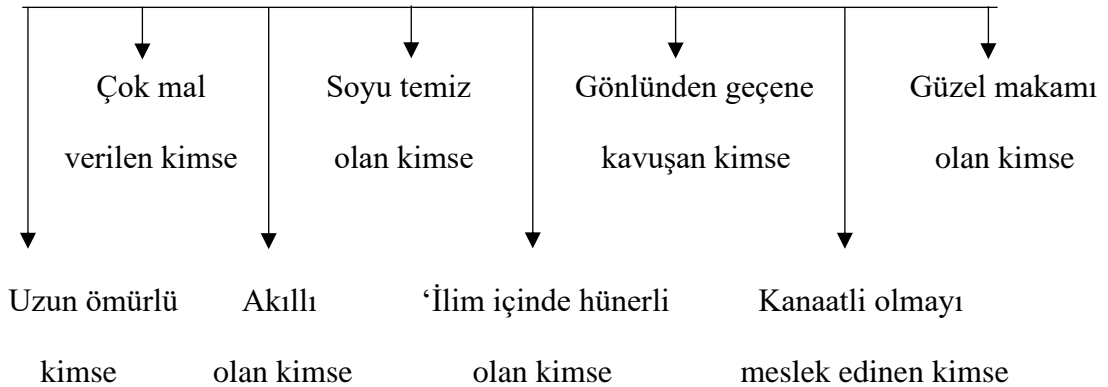 Çok mal
verilen kimse
Soyu temiz
olan kimse
Gönlünden geçene
kavuşan kimse
Güzel makamı
olan kimse
Uzun ömürlü
kimse
Akıllı
olan kimse
‘İlim içinde hünerli
olan kimse
Kanaatli olmayı
meslek edinen kimse